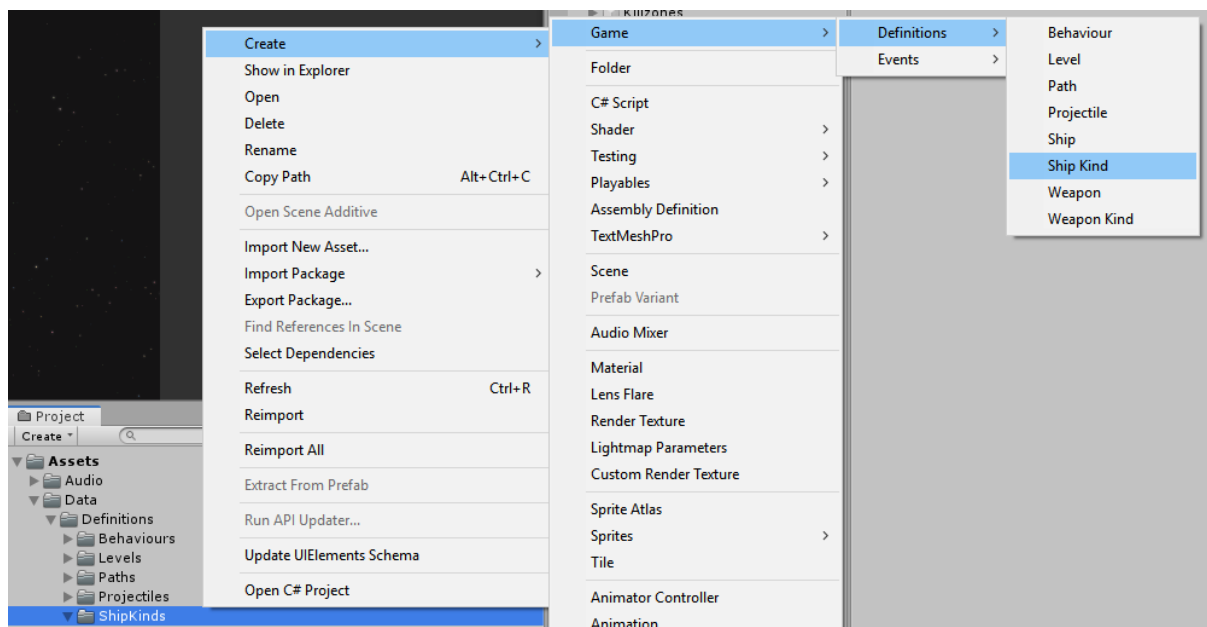 Killzones
Create
Show in Explorer
Open
Delete
Rename
Copy Path Alt+Ctrl+C
Open Scene Additive
Import New Asset...
Import Package
Export Package...
Find References In Scene
Select Dependencies
Refresh Ctrl+R
Reimport
Reimport All
Extract From Prefab
Run API Updater...
Update UIElements Schema
Open C# Project
Game
Folder
C# Script
Shader
Testing
Playables
Assembly Definition
TextMeshPro
Scene
Prefab Variant
Audio Mixer
Material
Lens Flare
Render Texture
Lightmap Parameters
Custom Render Texture
Sprite Atlas
Sprites
Tile
Animator Controller
Animation
Definitions
Events
Behaviour
Level
Path
Projectile
Ship
Ship Kind
Weapon
Weapon Kind
Project
Create
Assets
Audio
Data
Definitions
Behaviours
Levels
Paths
Projectiles
ShipKinds